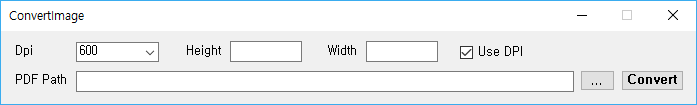 ConvertImage
Dpi 600 Height Width Use DPI
PDF Path ... Convert